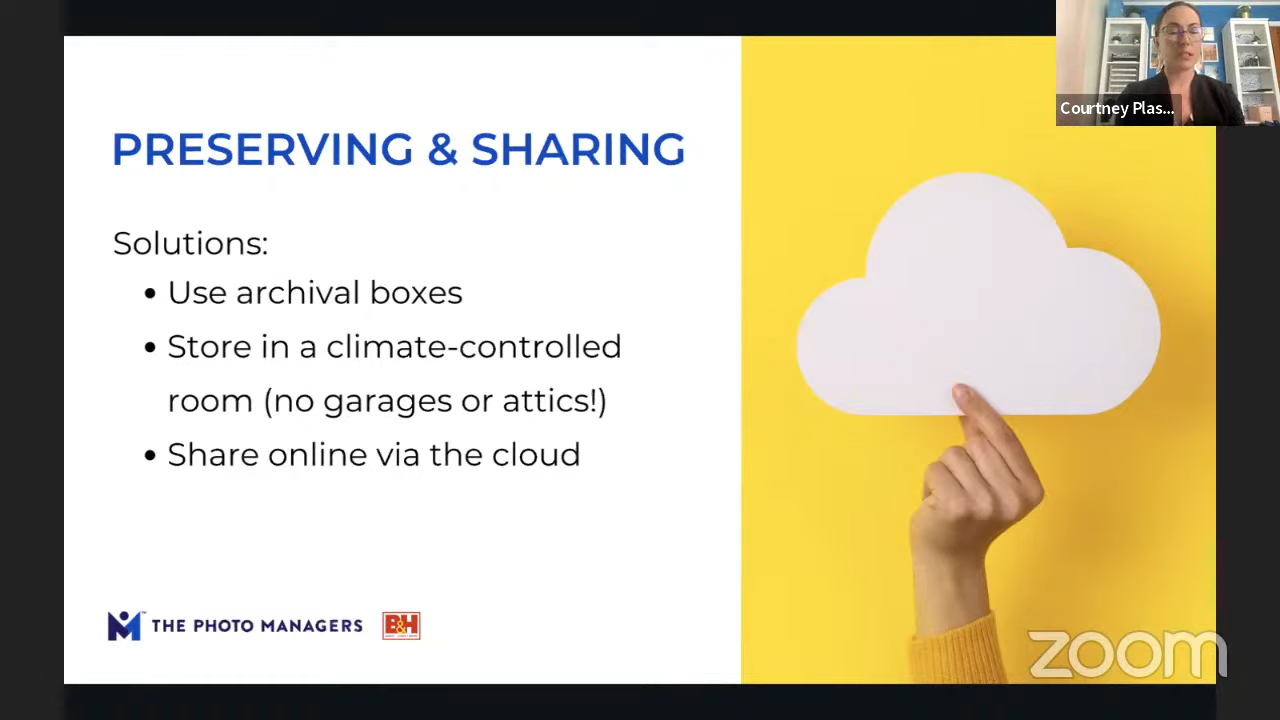 PRESERVING & SHARING
Solutions:
• Use archival boxes
• Store in a climate-controlled
room (no garages or attics!)
• Share online via the cloud
THE PHOTO MANAGERS
B&H
Courtney Plas...
zoom